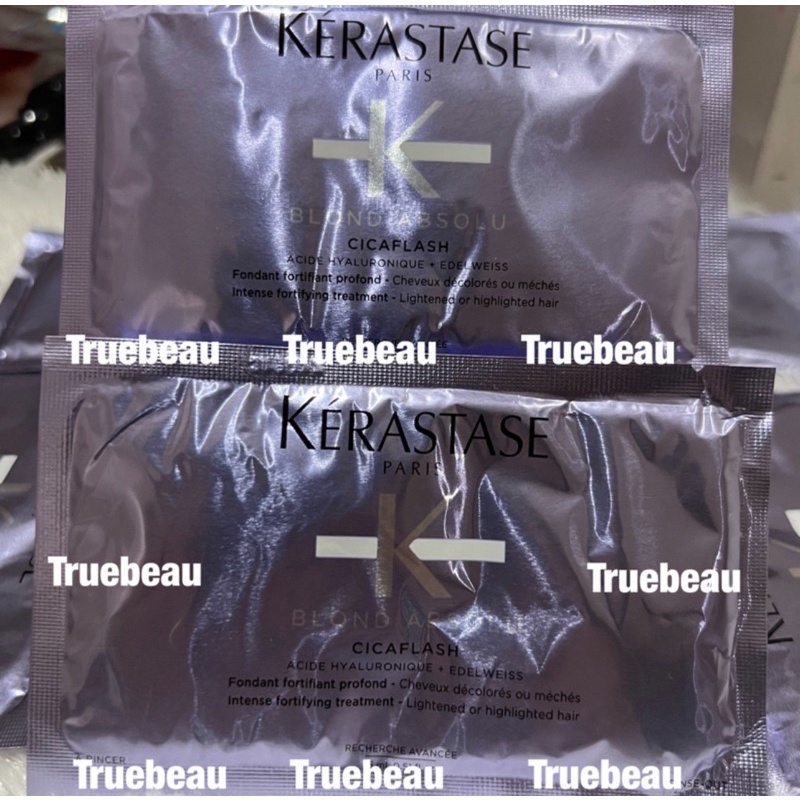 KÉRASTASE
PARIS
K
BLOND ABSOLU
CICAFLASH
ACIDE HYALURONIQUE + EDELWEISS
Fondant fortifiant profond - Cheveux décolorés ou méchés
Intense fortifying treatment - Lightened or highlighted hair
Truebeau Truebeau Truebeau
KÉRASTASE
PARIS
K
Truebeau Truebeau
BLOND
CICAFLASH
ACIDE HYALURONIQUE + EDELWEISS
Fondant fortifiant profond - Cheveux décolorés ou méchés
Intense fortifying treatment - Lightened or highlighted hair
RECHERCHE AVANCÉE
Truebeau Truebeau Truebeau